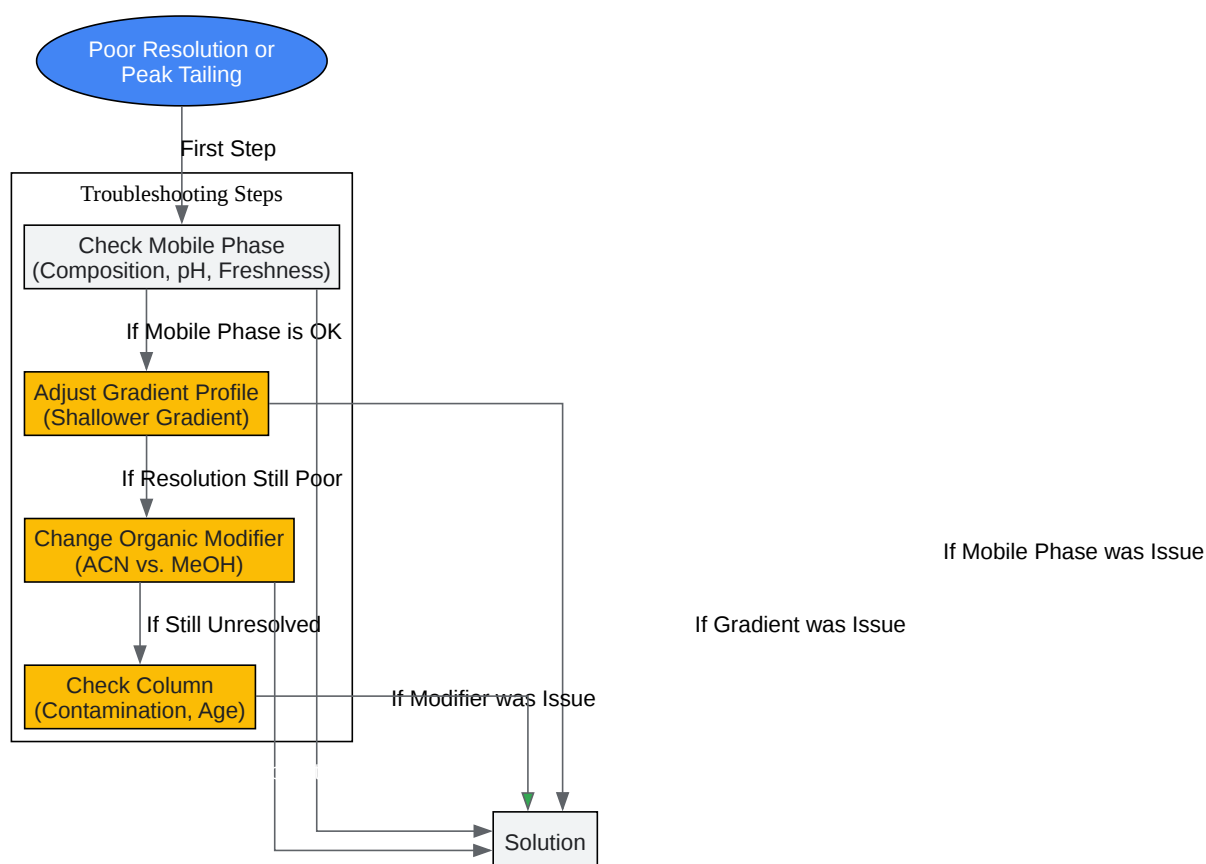 Poor Resolution or
Peak Tailing
First Step
Troubleshooting Steps
Check Mobile Phase
(Composition, pH, Freshness)
If Mobile Phase is OK
Adjust Gradient Profile
(Shallower Gradient)
If Resolution Still Poor
Change Organic Modifier
(ACN vs. MeOH)
If Mobile Phase was Issue
If Still Unresolved
If Gradient was Issue
Check Column
(Contamination, Age)
If Modifier was Issue
Solution